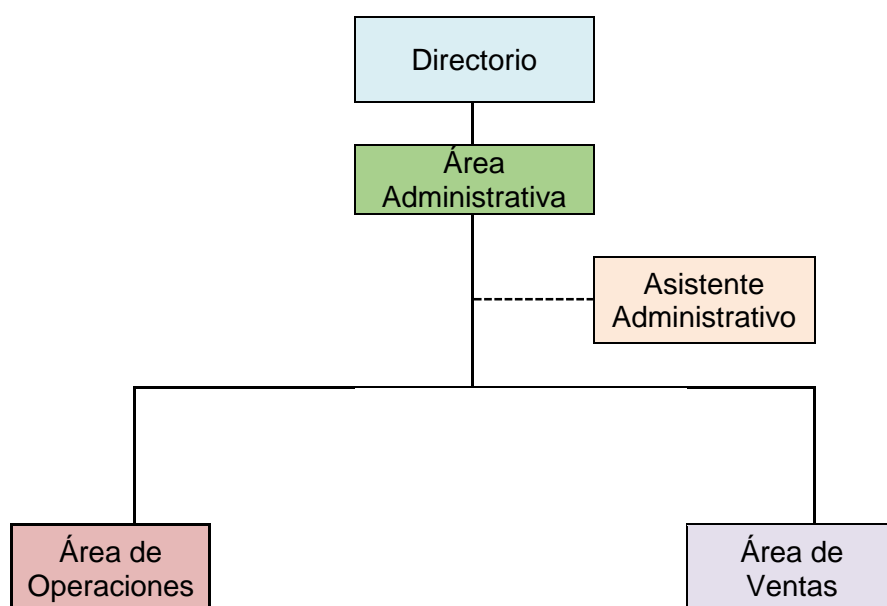 Directorio
Área
Administrativa
Asistente
Administrativo
Área de
Operaciones
Área de
Ventas